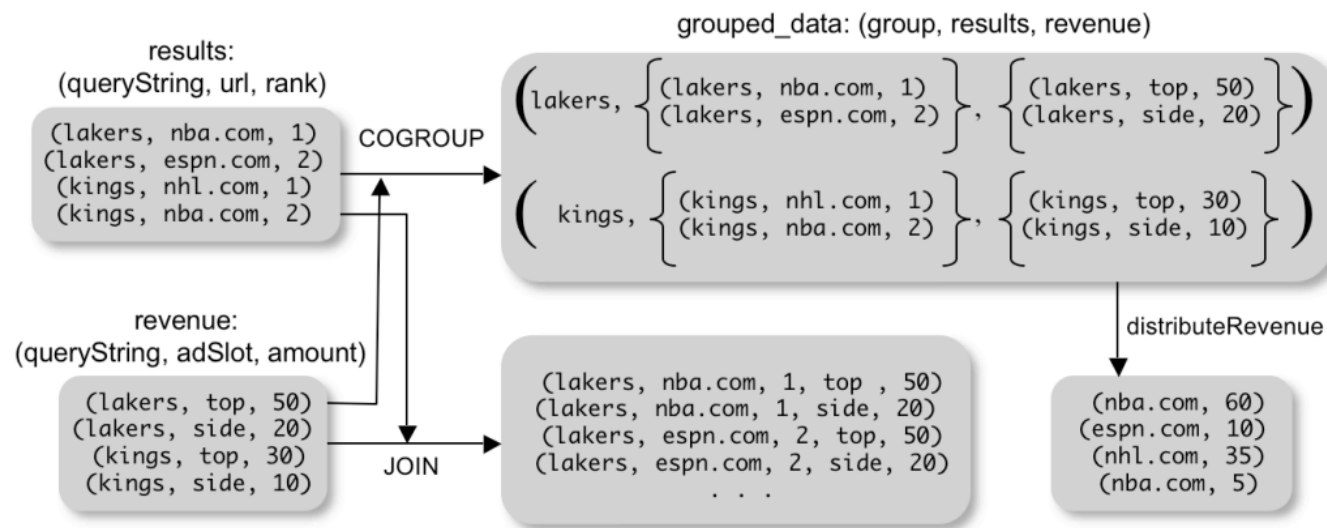 grouped_data: (group, results, revenue)
results:
(queryString, url, rank)
(lakers, nba.com, 1)
(lakers, espn.com, 2)
(kings, nhl.com, 1)
(kings, nba.com, 2)
COGROUP
(lakers, {(lakers, nba.com, 1)}, {(lakers, top, 50)})
(lakers, espn.com, 2) (lakers, side, 20)
(kings, {(kings, nhl.com, 1)}, {(kings, top, 30)})
(kings, nba.com, 2) (kings, side, 10)
revenue:
(queryString, adSlot, amount)
(lakers, top, 50)
(lakers, side, 20)
(kings, top, 30)
(kings, side, 10)
JOIN
(lakers, nba.com, 1, top , 50)
(lakers, nba.com, 1, side, 20)
(lakers, espn.com, 2, top, 50)
(lakers, espn.com, 2, side, 20)
. . .
distributeRevenue
(nba.com, 60)
(espn.com, 10)
(nhl.com, 35)
(nba.com, 5)